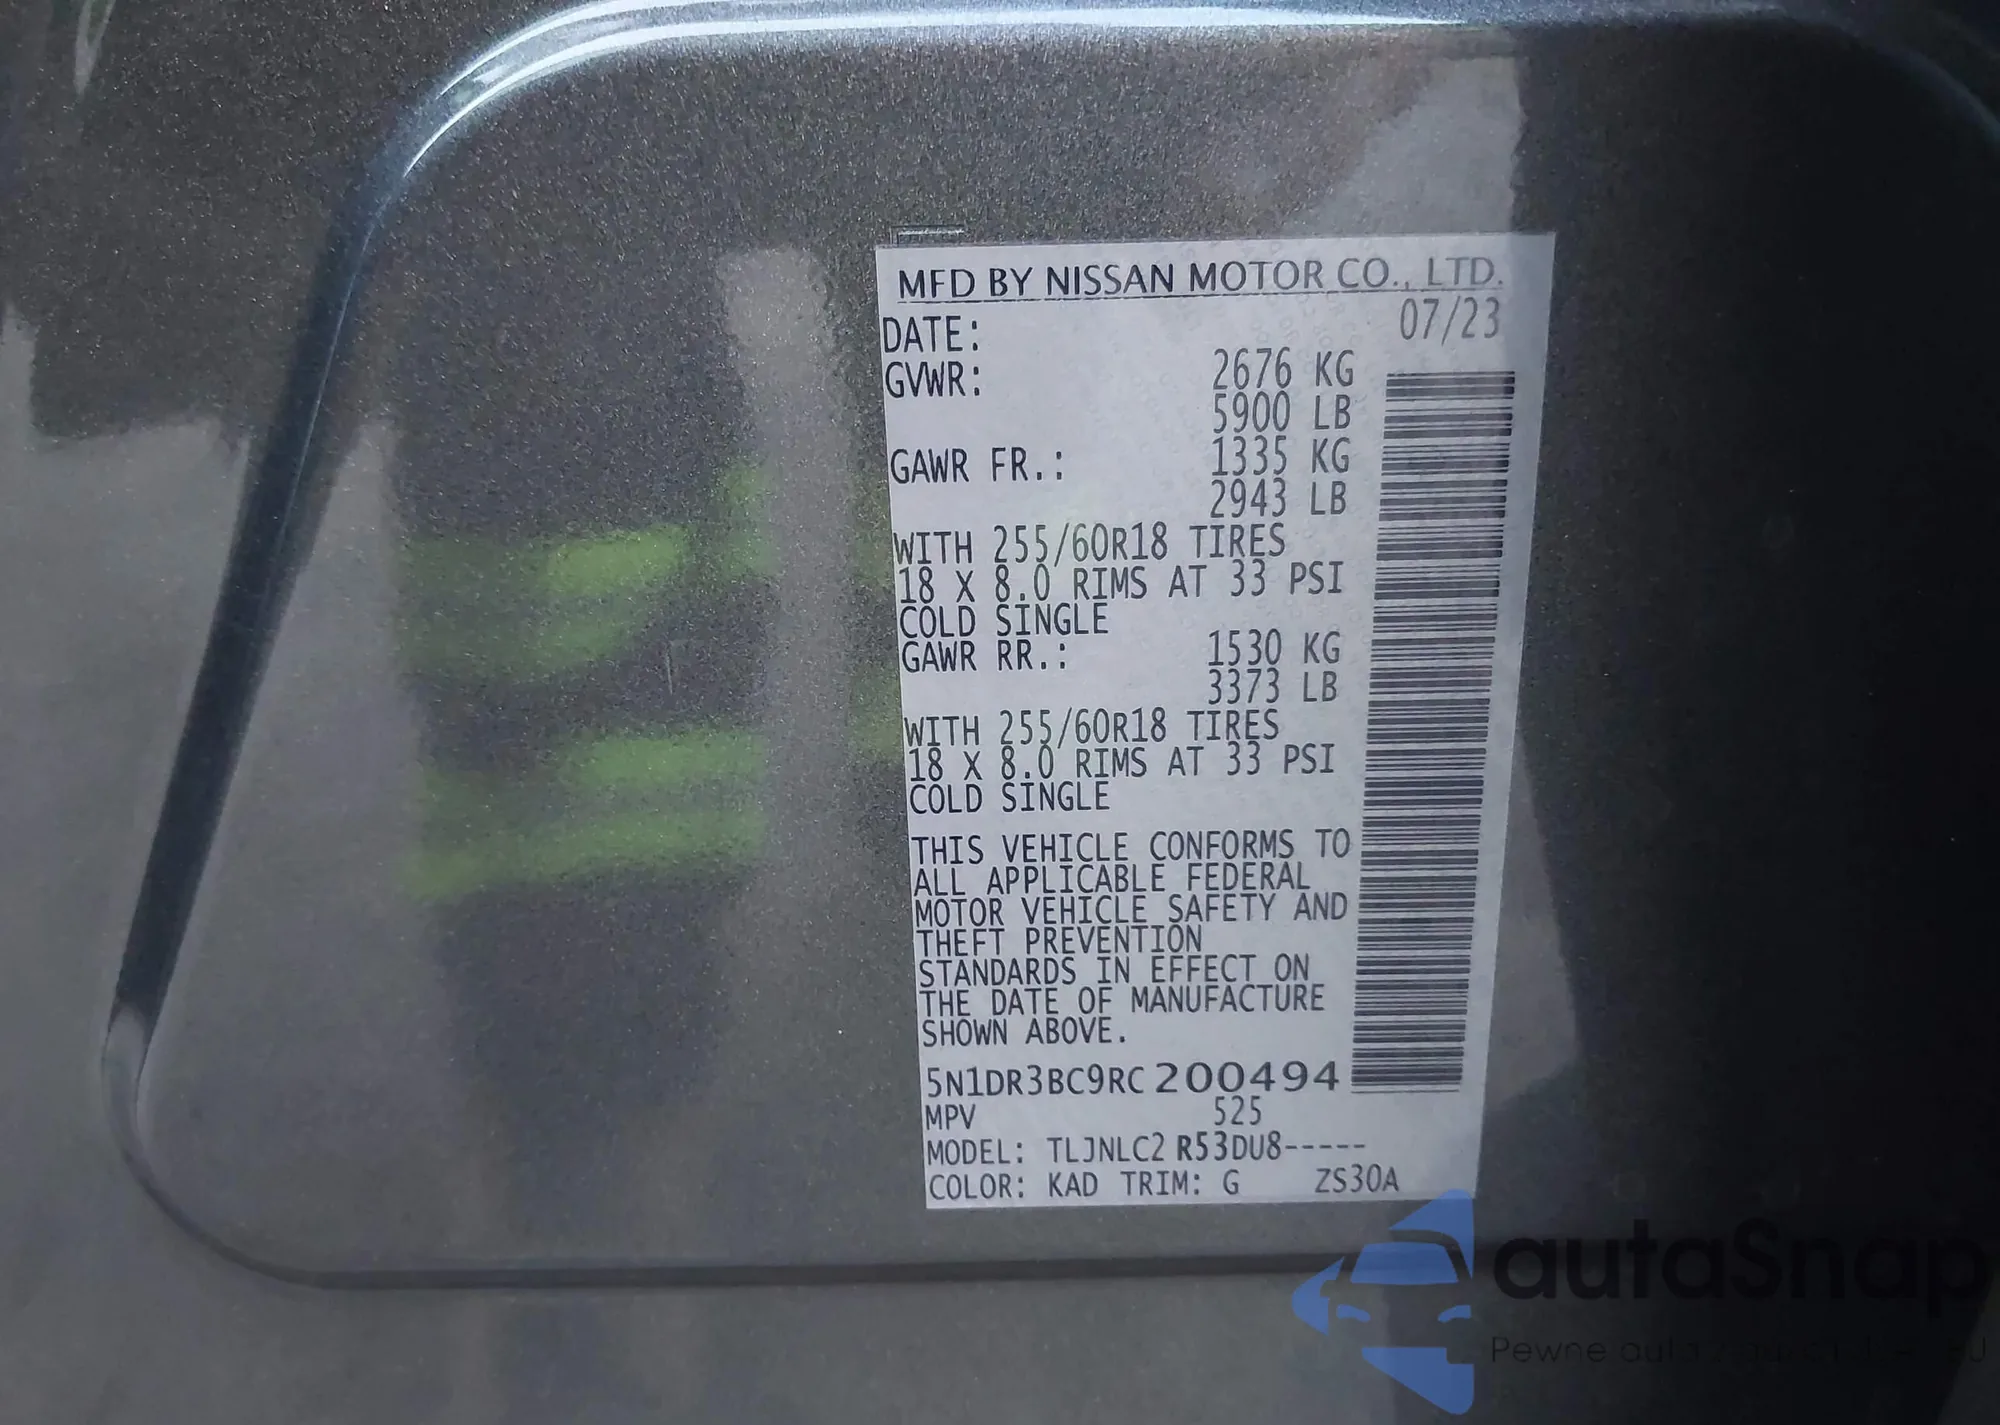 MFD BY NISSAN MOTOR CO., LTD.
DATE: 07/23
GVWR: 2676 KG
5900 LB
GAWR FR.: 1335 KG
2943 LB
WITH 255/60R18 TIRES
18 X 8.0 RIMS AT 33 PSI
COLD SINGLE
GAWR RR.: 1530 KG
3373 LB
WITH 255/60R18 TIRES
18 X 8.0 RIMS AT 33 PSI
COLD SINGLE
THIS VEHICLE CONFORMS TO
ALL APPLICABLE FEDERAL
MOTOR VEHICLE SAFETY AND
THEFT PREVENTION
STANDARDS IN EFFECT ON
THE DATE OF MANUFACTURE
SHOWN ABOVE.
5N1DR3BC9RC200494
MPV 525
MODEL: TLJNLC2 R53DU8-----
COLOR: KAD TRIM: G ZS30A
autaSnap
Pewne auta